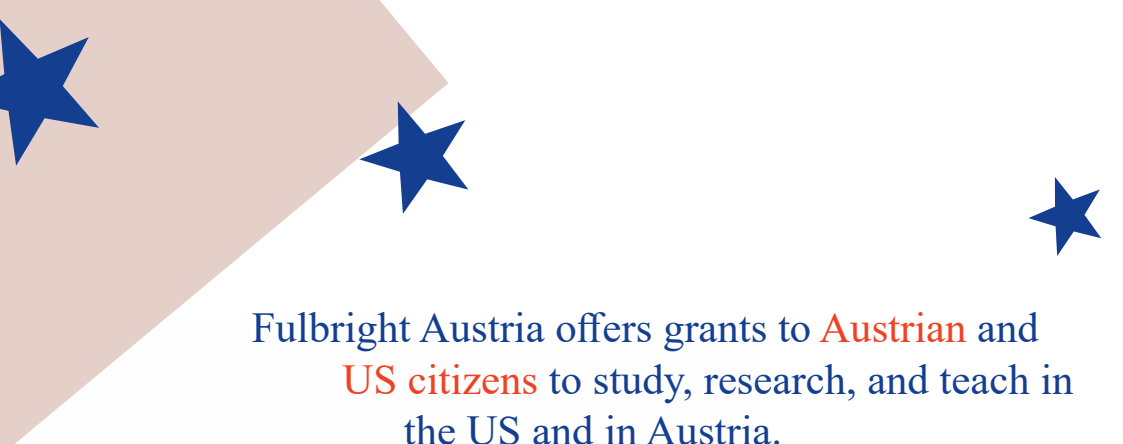 Fulbright Austria offers grants to Austrian and
US citizens to study, research, and teach in
the US and in Austria.